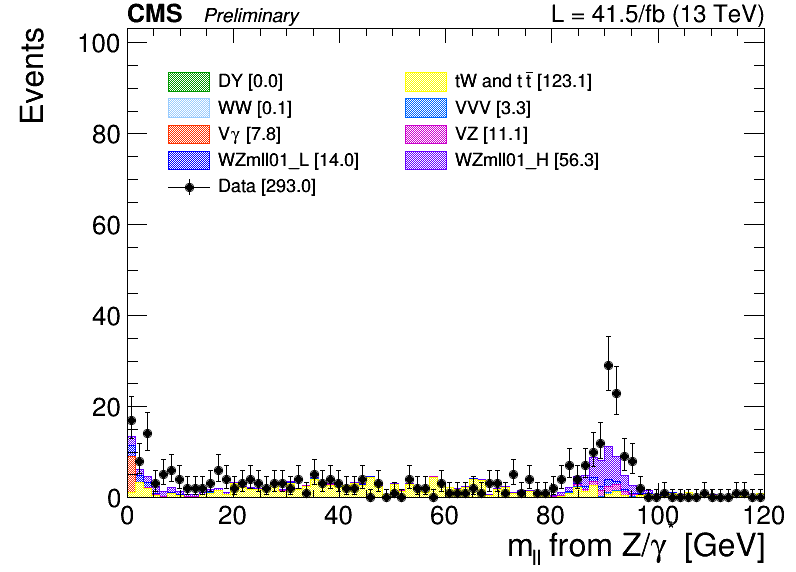 CMS Preliminary L = 41.5/fb (13 TeV)
Events
100
80
60
40
20
0
DY [0.0]
tW and t t̄ [123.1]
WW [0.1]
VVV [3.3]
Vγ [7.8]
VZ [11.1]
WZmll01_L [14.0]
WZmll01_H [56.3]
Data [293.0]
0 20 40 60 80 100 120
m_ll from Z/γ* [GeV]